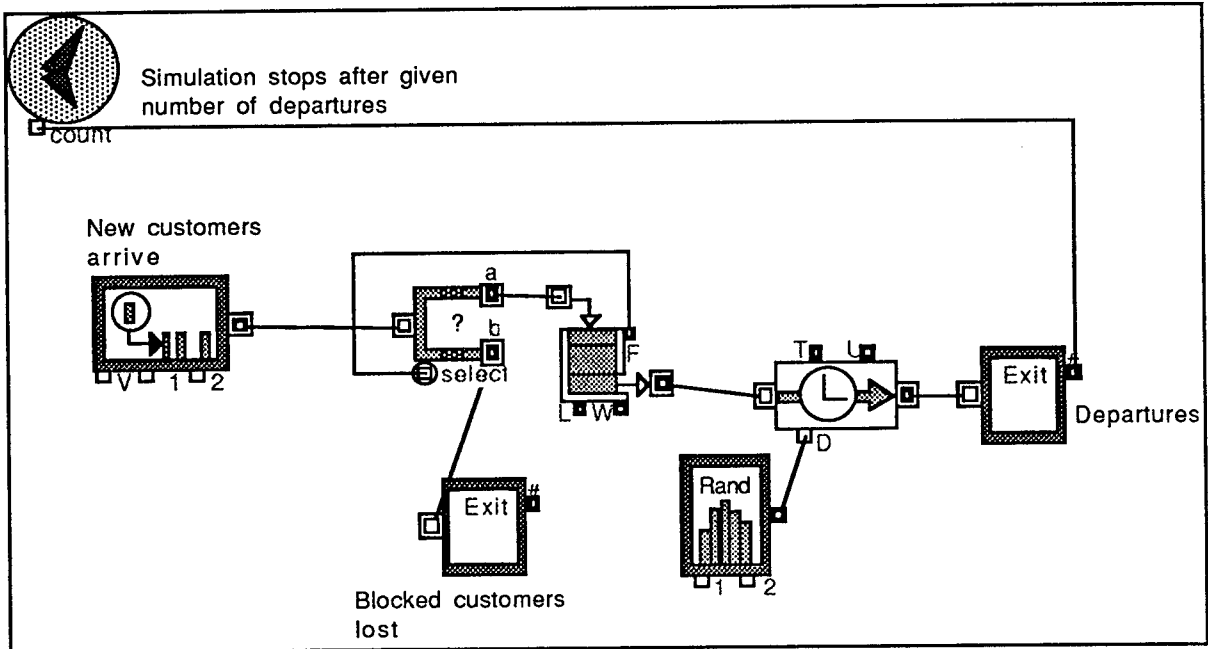 Simulation stops after given
number of departures
count
New customers
arrive
V 1 2
a
?
b
select
F
L W
T U
D
Exit #
Departures
Rand
1 2
Exit #
Blocked customers
lost